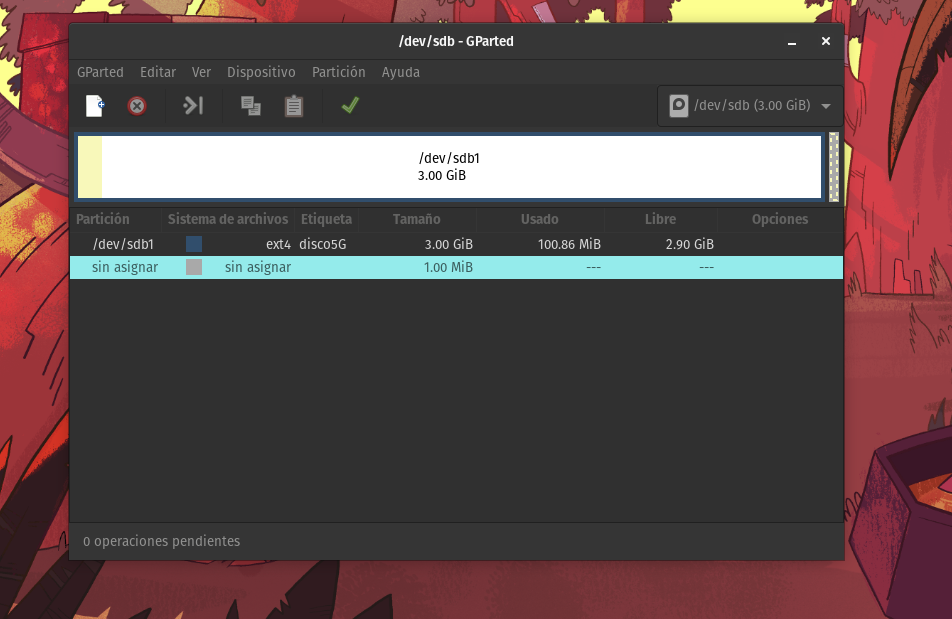 /dev/sdb - GParted
GParted Editar Ver Dispositivo Partición Ayuda
/dev/sdb (3.00 GiB)
/dev/sdb1
3.00 GiB
Partición Sistema de archivos Etiqueta Tamaño Usado Libre Opciones
/dev/sdb1 ext4 disco5G 3.00 GiB 100.86 MiB 2.90 GiB
sin asignar sin asignar 1.00 MiB --- ---
0 operaciones pendientes